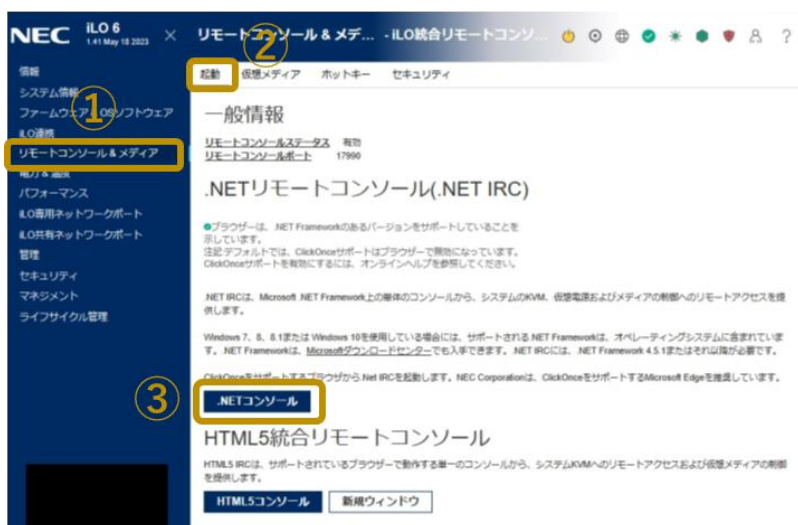 NEC iLO 6
1.41 May 18 2023
リモートコンソール & メデ... - iLO統合リモートコンソ...
?
②
起動 仮想メディア ホットキー セキュリティ
情報
システム情報
①
ファームウェア & OSソフトウェア
iLO連携
リモートコンソール & メディア
電力 & 温度
パフォーマンス
iLO専用ネットワークポート
iLO共有ネットワークポート
管理
セキュリティ
マネジメント
ライフサイクル管理
一般情報
リモートコンソールステータス 有効
リモートコンソールポート 17990
.NETリモートコンソール(.NET IRC)
ブラウザーは、.NET Frameworkのあるバージョンをサポートしていることを
示しています。
注記:デフォルトでは、ClickOnceサポートはブラウザーで無効になっています。
ClickOnceサポートを有効にするには、オンラインヘルプを参照してください。
.NET IRCは、Microsoft .NET Framework上の単体のコンソールから、システムのKVM、仮想電源およびメディアの制御へのリモートアクセスを提
供します。
Windows 7、8、8.1または Windows 10を使用している場合には、サポートされる.NET Frameworkは、オペレーティングシステムに含まれていま
す。.NET Frameworkは、Microsoftダウンロードセンターでも入手できます。.NET IRCには、.NET Framework 4.5.1またはそれ以降が必要です。
ClickOnceをサポートするブラウザから.Net IRCを起動します。NEC Corporationは、ClickOnceをサポートするMicrosoft Edgeを推奨しています。
③
.NETコンソール
HTML5統合リモートコンソール
HTML5 IRCは、サポートされているブラウザーで動作する単一のコンソールから、システムKVMへのリモートアクセスおよび仮想メディアの制御
を提供します。
HTML5コンソール 新規ウィンドウ